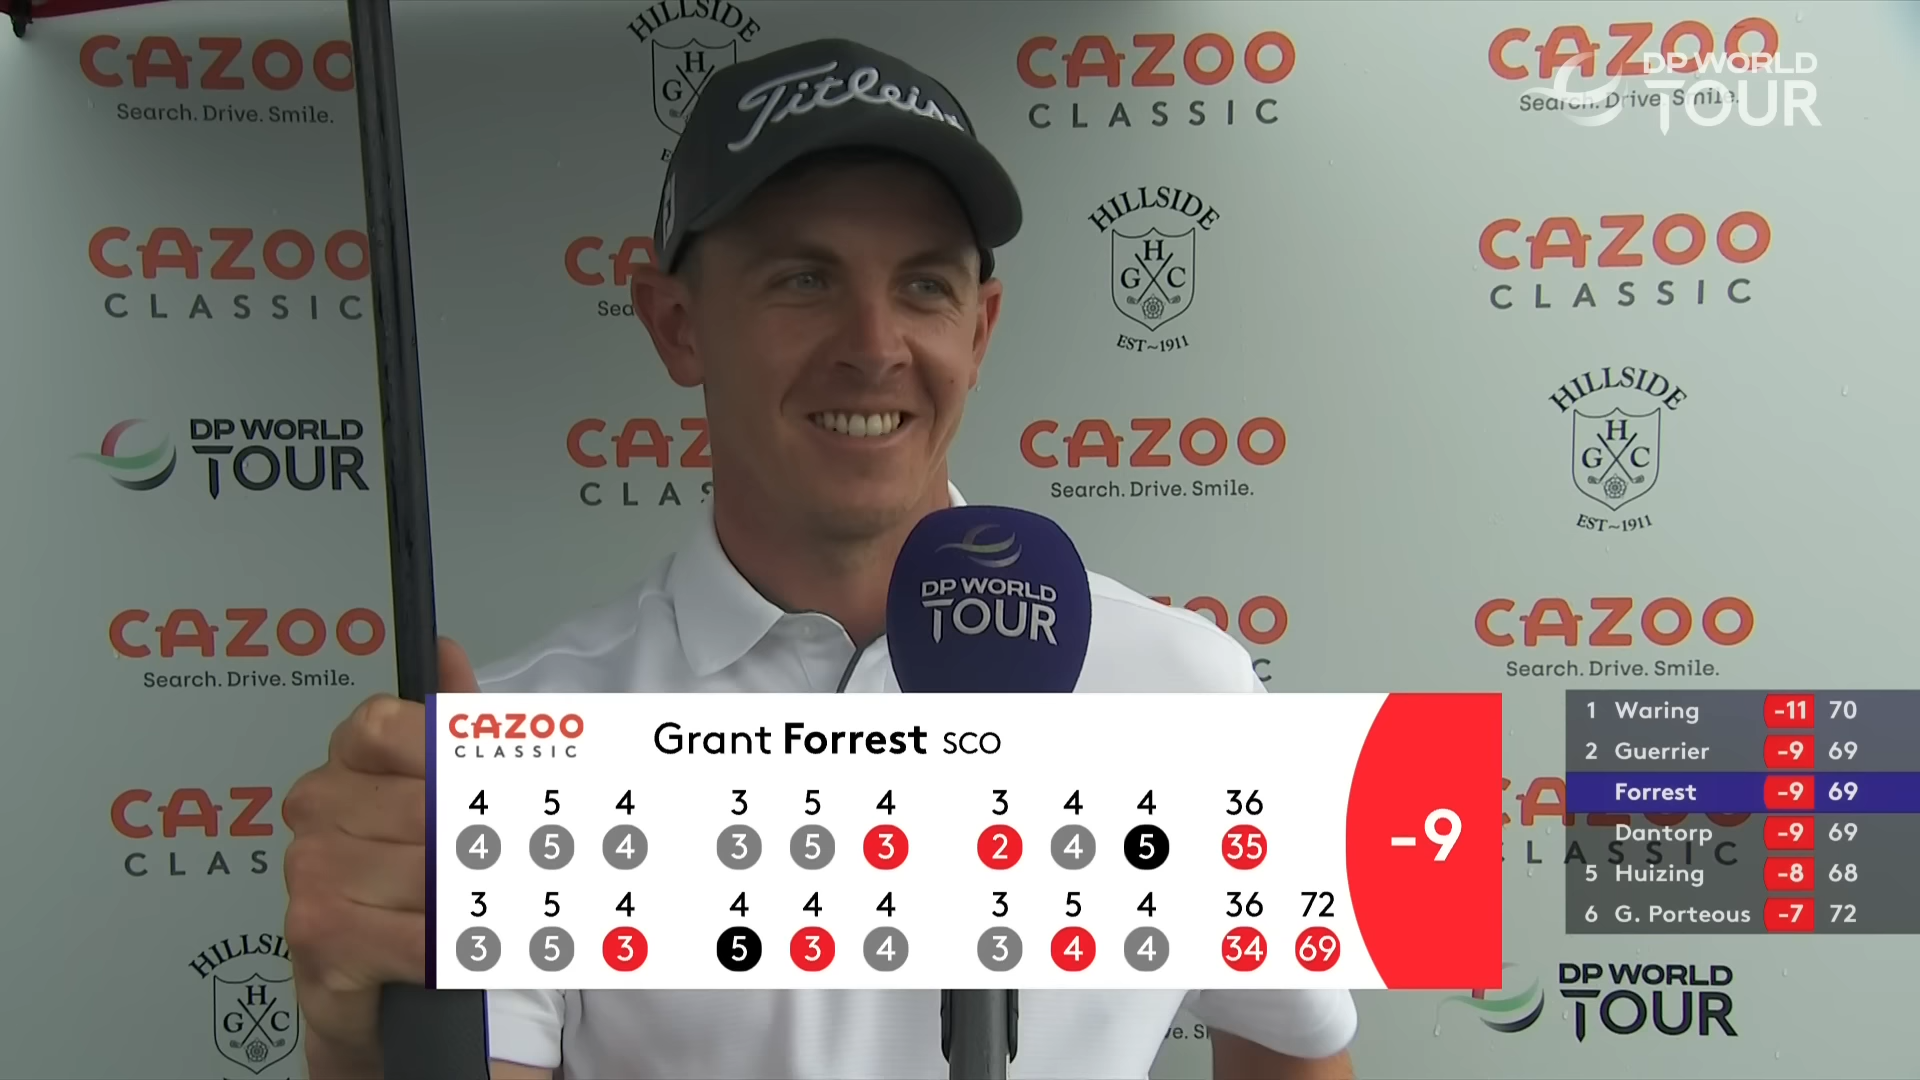 CAZOO
Search. Drive. Smile.
HILLSIDE
H
G
CAZOO
CLASSIC
CAZOO
Search. Drive. Smile.
DP WORLD
TOUR
Titleist
CAZOO
CLASSIC
HILLSIDE
H
G C
EST~1911
CAZOO
CLASSIC
DP WORLD
TOUR
CAZOO
Search. Drive. Smile.
HILLSIDE
H
G C
EST~1911
DP WORLD
TOUR
CAZOO
Search. Drive. Smile.
CAZOO
Search. Drive. Smile.
CAZOO
CLASSIC
Grant Forrest SCO
4 5 4 3 5 4 3 4 4 36
4 5 4 3 5 3 2 4 5 35
3 5 4 4 4 4 3 5 4 36 72
3 5 3 5 3 4 3 4 4 34 69
-9
1 Waring -11 70
2 Guerrier -9 69
Forrest -9 69
Dantorp -9 69
5 Huizing -8 68
6 G. Porteous -7 72
H
G C
DP WORLD
TOUR